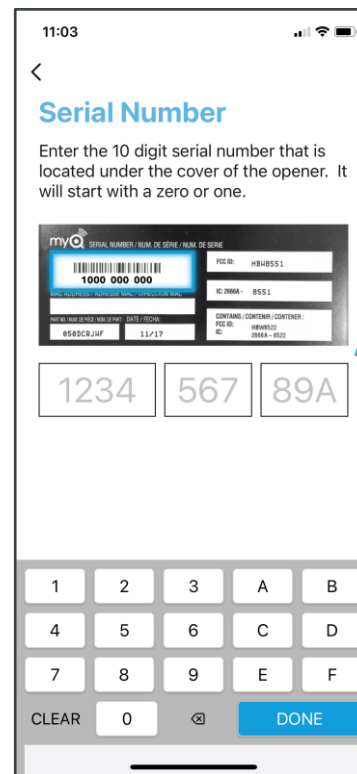 11:03
Serial Number
Enter the 10 digit serial number that is
located under the cover of the opener. It
will start with a zero or one.
myQ SERIAL NUMBER / NUM. DE SÉRIE / NUM. DE SERIE
1000 000 000
MAC ADDRESS / ADRESSE MAC / DIRECCION MAC
FCC ID: HBW8551
IC: 2666A- 8551
PART NO. / NUM. DE PIÈCE / NÚM. DE PART: DATE / FECHA:
050DCRJWF 11/17
CONTAINS / CONTENIR / CONTENER :
FCC ID: HBW8522
IC: 2666A - 8522
1234 567 89A
1 2 3 A B
4 5 6 C D
7 8 9 E F
CLEAR 0 DONE